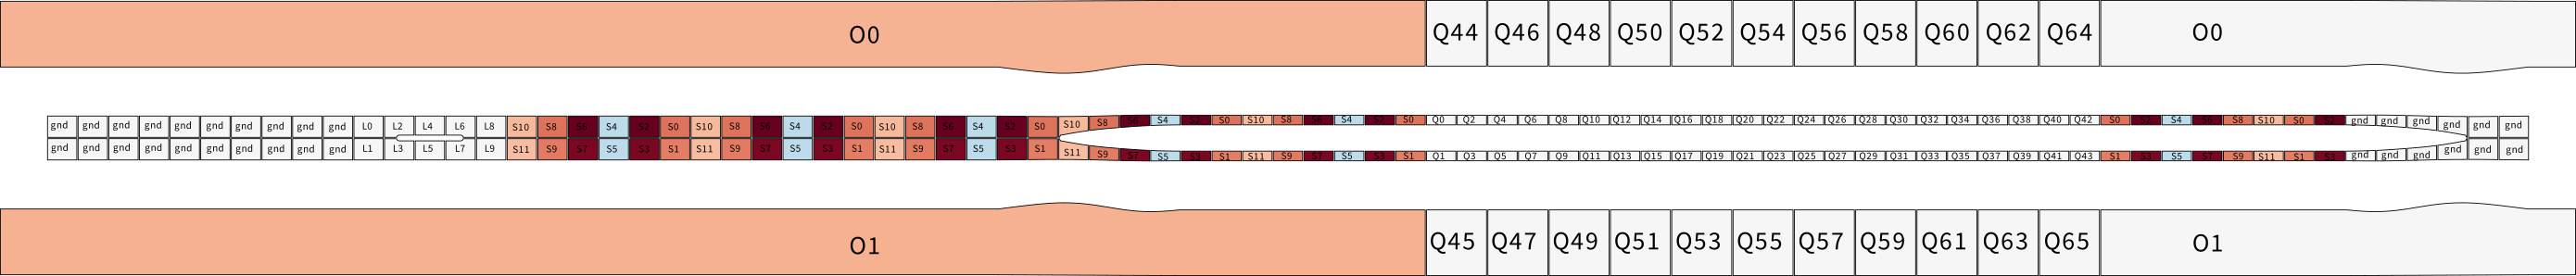 O0 Q44 Q46 Q48 Q50 Q52 Q54 Q56 Q58 Q60 Q62 Q64 O0
gnd gnd gnd gnd gnd gnd gnd gnd gnd gnd L0 L2 L4 L6 L8 S10 S8 S6 S4 S2 S0 S10 S8 S6 S4 S2 S0 S10 S8 S6 S4 S2 S0 S10 S8 S6 S4 S2 S0 S10 S8 S6 S4 S2 S0 Q0 Q2 Q4 Q6 Q8 Q10 Q12 Q14 Q16 Q18 Q20 Q22 Q24 Q26 Q28 Q30 Q32 Q34 Q36 Q38 Q40 Q42 S0 S2 S4 S6 S8 S10 S0 S2 gnd gnd gnd gnd gnd gnd
gnd gnd gnd gnd gnd gnd gnd gnd gnd gnd L1 L3 L5 L7 L9 S11 S9 S7 S5 S3 S1 S11 S9 S7 S5 S3 S1 S11 S9 S7 S5 S3 S1 S11 S9 S7 S5 S3 S1 S11 S9 S7 S5 S3 S1 Q1 Q3 Q5 Q7 Q9 Q11 Q13 Q15 Q17 Q19 Q21 Q23 Q25 Q27 Q29 Q31 Q33 Q35 Q37 Q39 Q41 Q43 S1 S3 S5 S7 S9 S11 S1 S3 gnd gnd gnd gnd gnd gnd
O1 Q45 Q47 Q49 Q51 Q53 Q55 Q57 Q59 Q61 Q63 Q65 O1